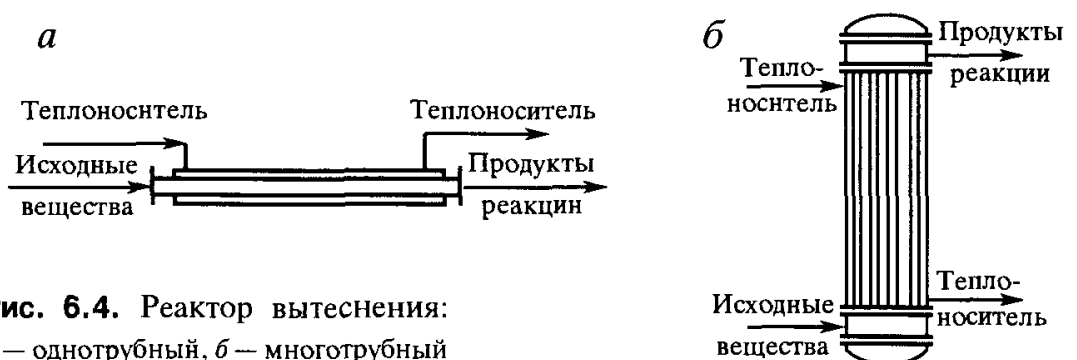 а
Теплоноснтель
Теплоноситель
Исходные
вещества
Продукты
реакцин
ис. 6.4. Реактор вытеснения:
— однотрубный, б — многотрубный
б
Продукты
реакции
Тепло-
носнтель
Тепло-
носитель
Исходные
вещества